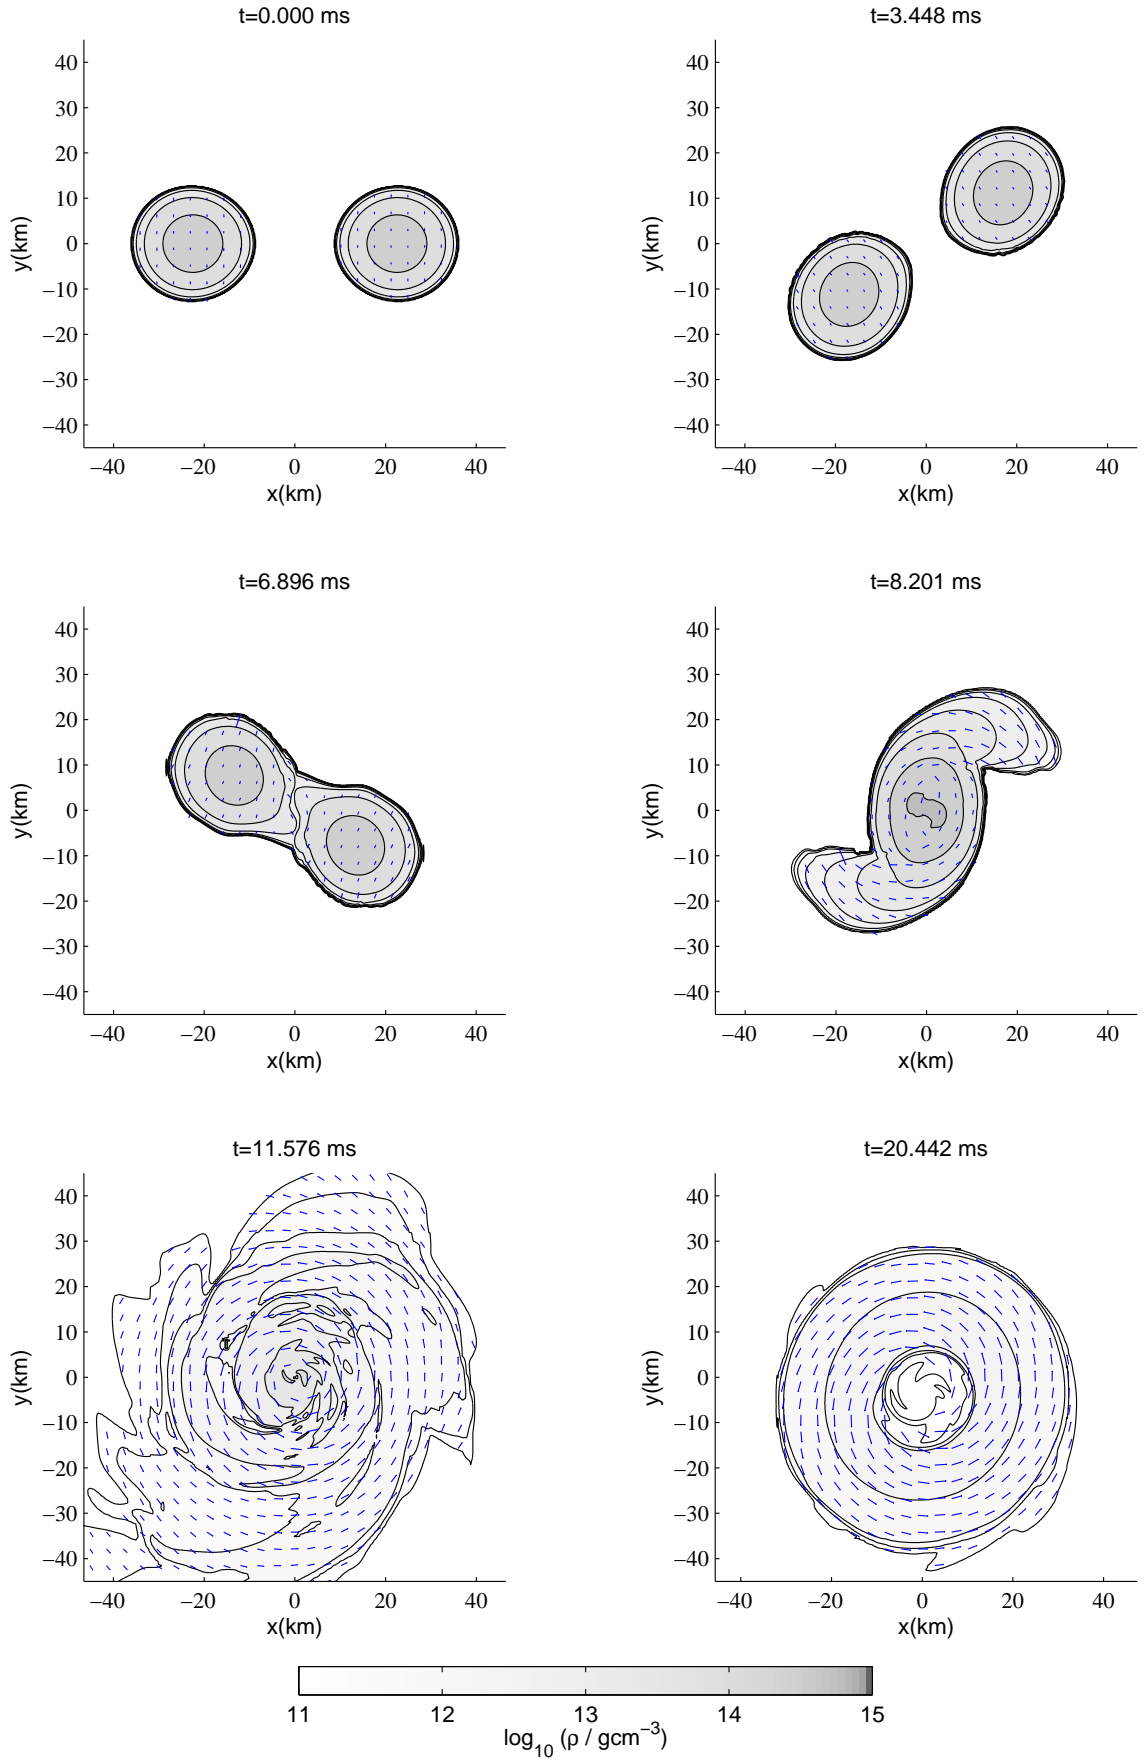 t=0.000 ms
40
30
20
10
0
−10
−20
−30
−40
y(km)
−40 −20 0 20 40
x(km)
t=3.448 ms
40
30
20
10
0
−10
−20
−30
−40
y(km)
−40 −20 0 20 40
x(km)
t=6.896 ms
40
30
20
10
0
−10
−20
−30
−40
y(km)
−40 −20 0 20 40
x(km)
t=8.201 ms
40
30
20
10
0
−10
−20
−30
−40
y(km)
−40 −20 0 20 40
x(km)
t=11.576 ms
40
30
20
10
0
−10
−20
−30
−40
y(km)
−40 −20 0 20 40
x(km)
t=20.442 ms
40
30
20
10
0
−10
−20
−30
−40
y(km)
−40 −20 0 20 40
x(km)
11 12 13 14 15
log₁₀ (ρ / gcm⁻³)